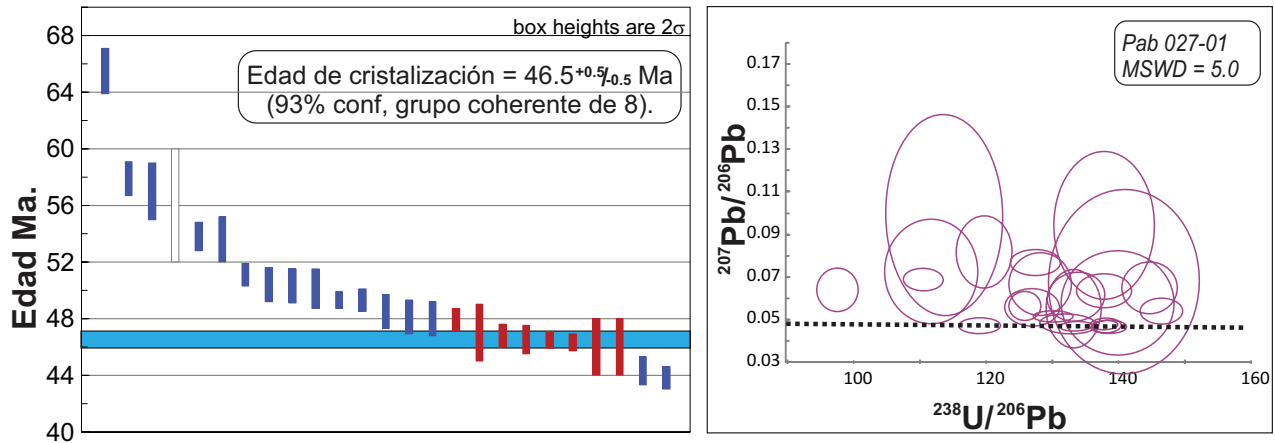 box heights are 2σ
Edad de cristalización = 46.5+0.5/-0.5 Ma
(93% conf, grupo coherente de 8).
68
64
60
56
52
48
44
40
Edad Ma.
Pab 027-01
MSWD = 5.0
0.17
0.15
0.13
0.11
0.09
0.07
0.05
0.03
207Pb/206Pb
100
120
140
160
238U/206Pb